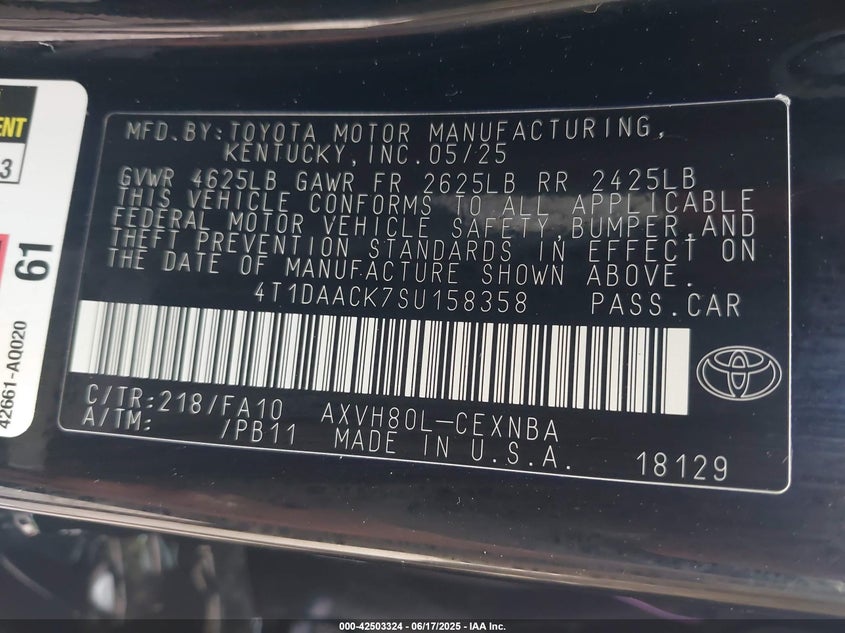 ENT
3
61
42661-A0020
MFD.BY:TOYOTA MOTOR MANUFACTURING,
KENTUCKY,INC.05/25
GVWR 4625LB GAWR FR 2625LB RR 2425LB
THIS VEHICLE CONFORMS TO ALL APPLICABLE
FEDERAL MOTOR VEHICLE SAFETY,BUMPER,AND
THEFT PREVENTION STANDARDS IN EFFECT ON
THE DATE OF MANUFACTURE SHOWN ABOVE.
4T1DAACK7SU158358 PASS.CAR
C/TR:218/FA10 AXVH80L-CEXNBA
A/TM: /PB11 MADE IN U.S.A. 18129
000-42503324 - 06/17/2025 - IAA Inc.